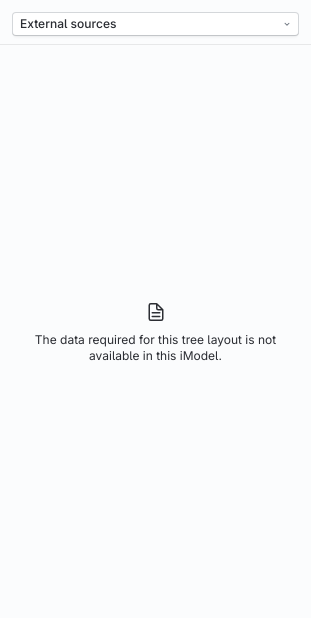 External sources
The data required for this tree layout is not
available in this iModel.